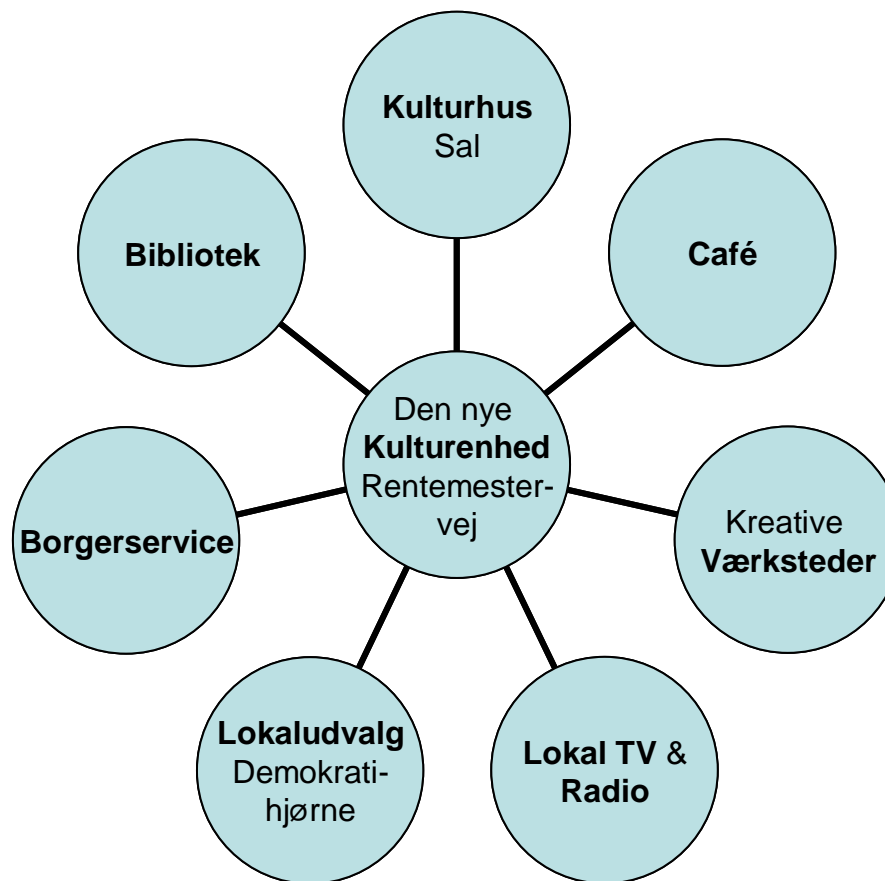 Kulturhus
Sal
Café
Bibliotek
Den nye
Kulturenhed
Rentemester-
vej
Kreative
Værksteder
Borgerservice
Lokaludvalg
Demokrati-
hjørne
Lokal TV &
Radio